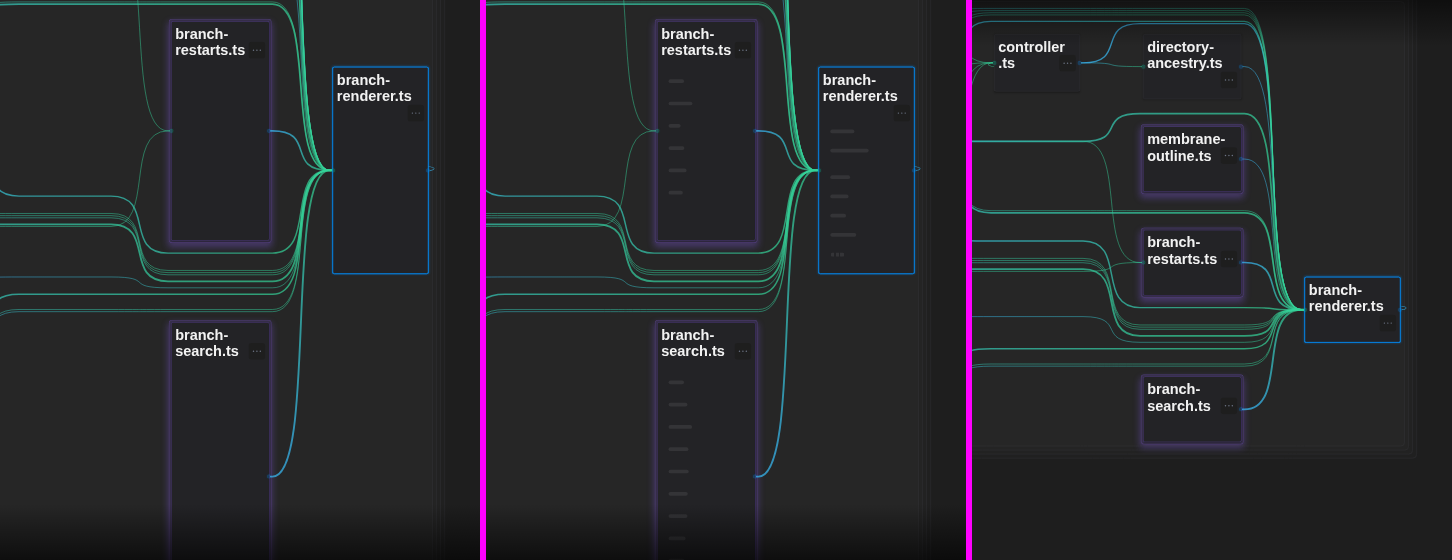 branch-
restarts.ts ...
branch-
renderer.ts
...
branch-
search.ts ...
branch-
restarts.ts ...
branch-
renderer.ts
...
branch-
search.ts ...
controller
.ts ...
directory-
ancestry.ts
...
membrane-
outline.ts ...
branch-
restarts.ts ...
branch-
renderer.ts
...
branch-
search.ts ...